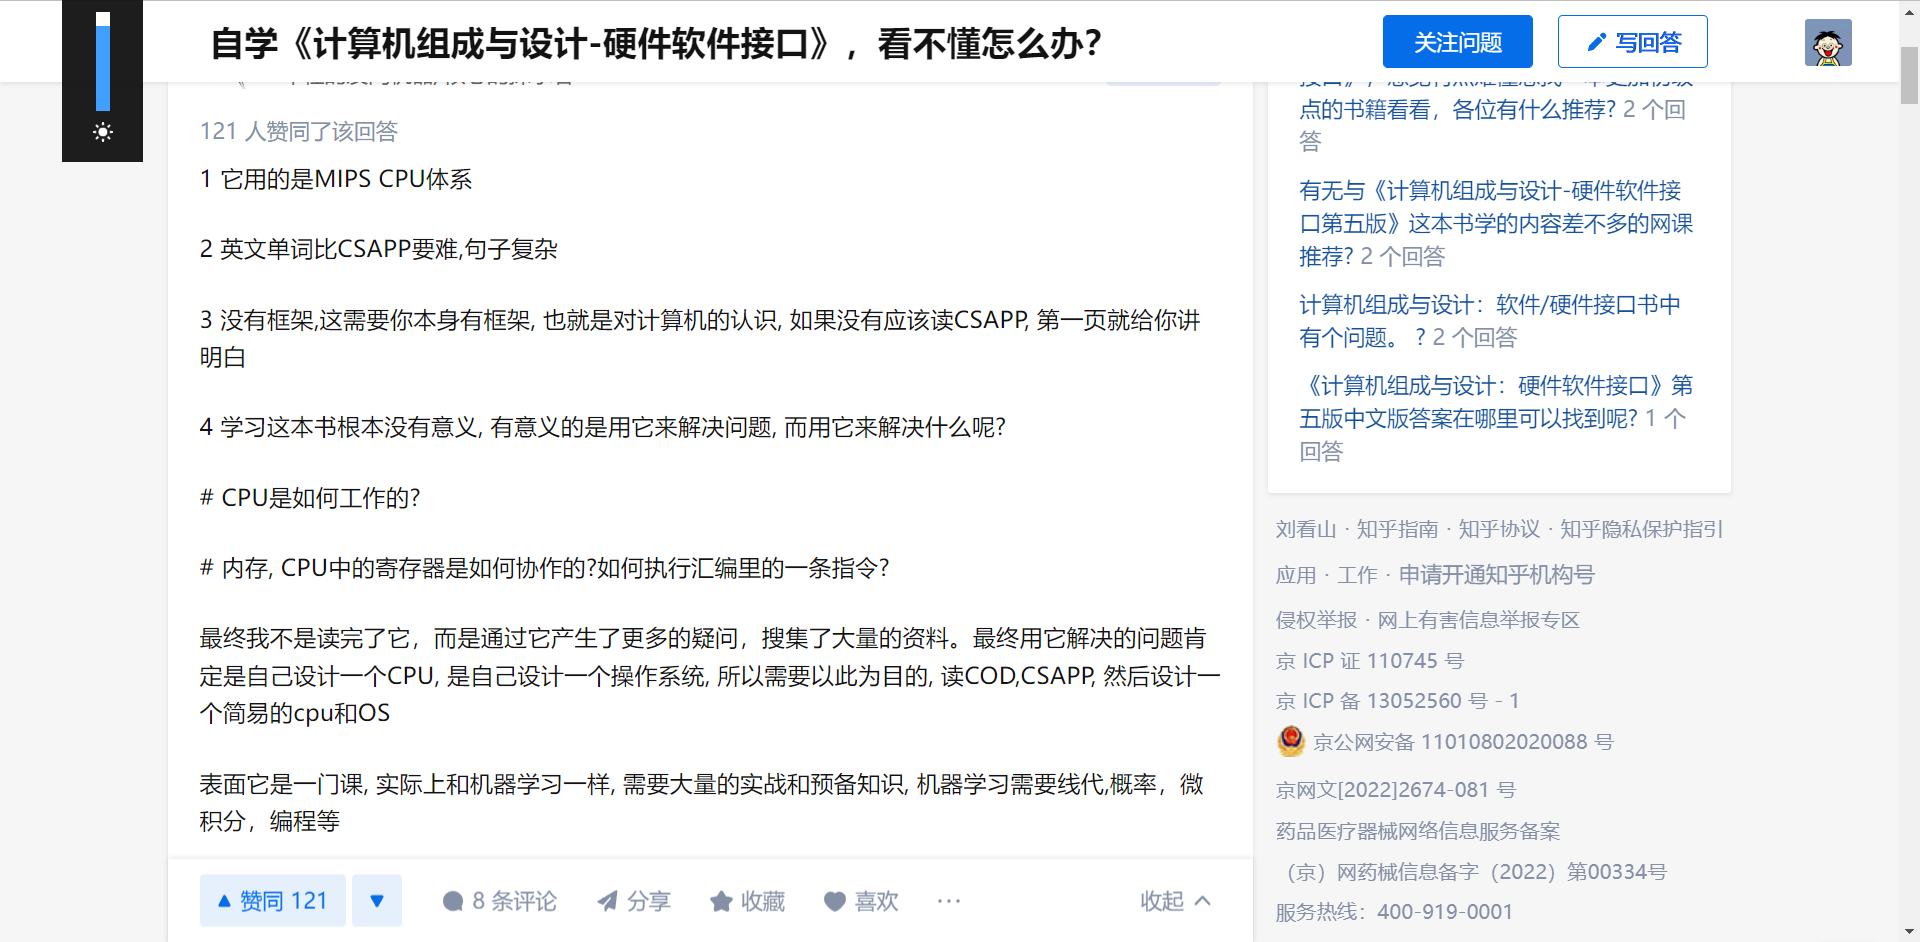 自学《计算机组成与设计-硬件软件接口》，看不懂怎么办？
关注问题
写回答
121 人赞同了该回答
1 它用的是MIPS CPU体系
2 英文单词比CSAPP要难,句子复杂
3 没有框架,这需要你本身有框架, 也就是对计算机的认识, 如果没有应该读CSAPP, 第一页就给你讲
明白
4 学习这本书根本没有意义, 有意义的是用它来解决问题, 而用它来解决什么呢?
# CPU是如何工作的?
# 内存, CPU中的寄存器是如何协作的?如何执行汇编里的一条指令?
最终我不是读完了它，而是通过它产生了更多的疑问，搜集了大量的资料。最终用它解决的问题肯
定是自己设计一个CPU, 是自己设计一个操作系统, 所以需要以此为目的, 读COD,CSAPP, 然后设计一
个简易的cpu和OS
表面它是一门课, 实际上和机器学习一样, 需要大量的实战和预备知识, 机器学习需要线代,概率，微
积分，编程等
赞同 121
8 条评论
分享
收藏
喜欢
收起
点的书籍看看，各位有什么推荐? 2 个回
答
有无与《计算机组成与设计-硬件软件接
口第五版》这本书学的内容差不多的网课
推荐? 2 个回答
计算机组成与设计：软件/硬件接口书中
有个问题。 ? 2 个回答
《计算机组成与设计：硬件软件接口》第
五版中文版答案在哪里可以找到呢? 1 个
回答
刘看山 · 知乎指南 · 知乎协议 · 知乎隐私保护指引
应用 · 工作 · 申请开通知乎机构号
侵权举报 · 网上有害信息举报专区
京 ICP 证 110745 号
京 ICP 备 13052560 号 - 1
京公网安备 11010802020088 号
京网文[2022]2674-081 号
药品医疗器械网络信息服务备案
（京）网药械信息备字（2022）第00334号
服务热线：400-919-0001